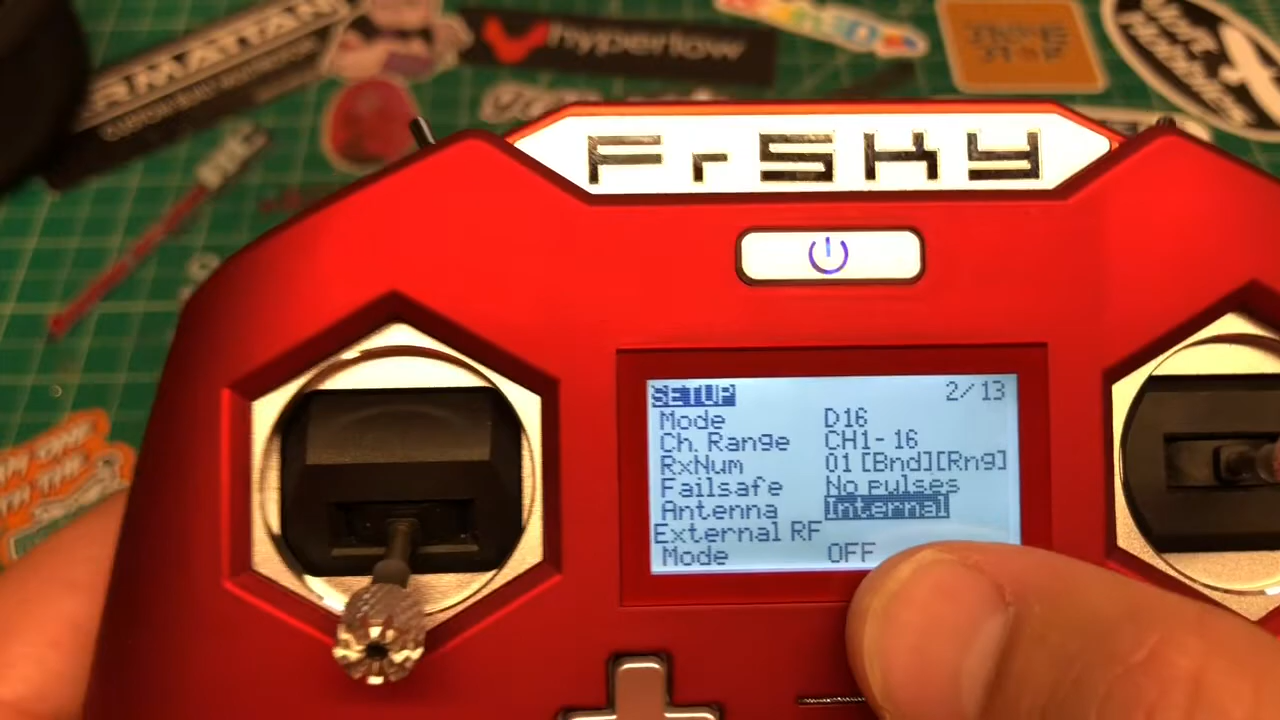 RMATTAN
hyperlow
FrSKY
SETUP 2/13
Mode D16
Ch. Range CH1-16
RxNum 01 [Bnd][Rng]
Failsafe No pulses
Antenna Internal
External RF
Mode OFF